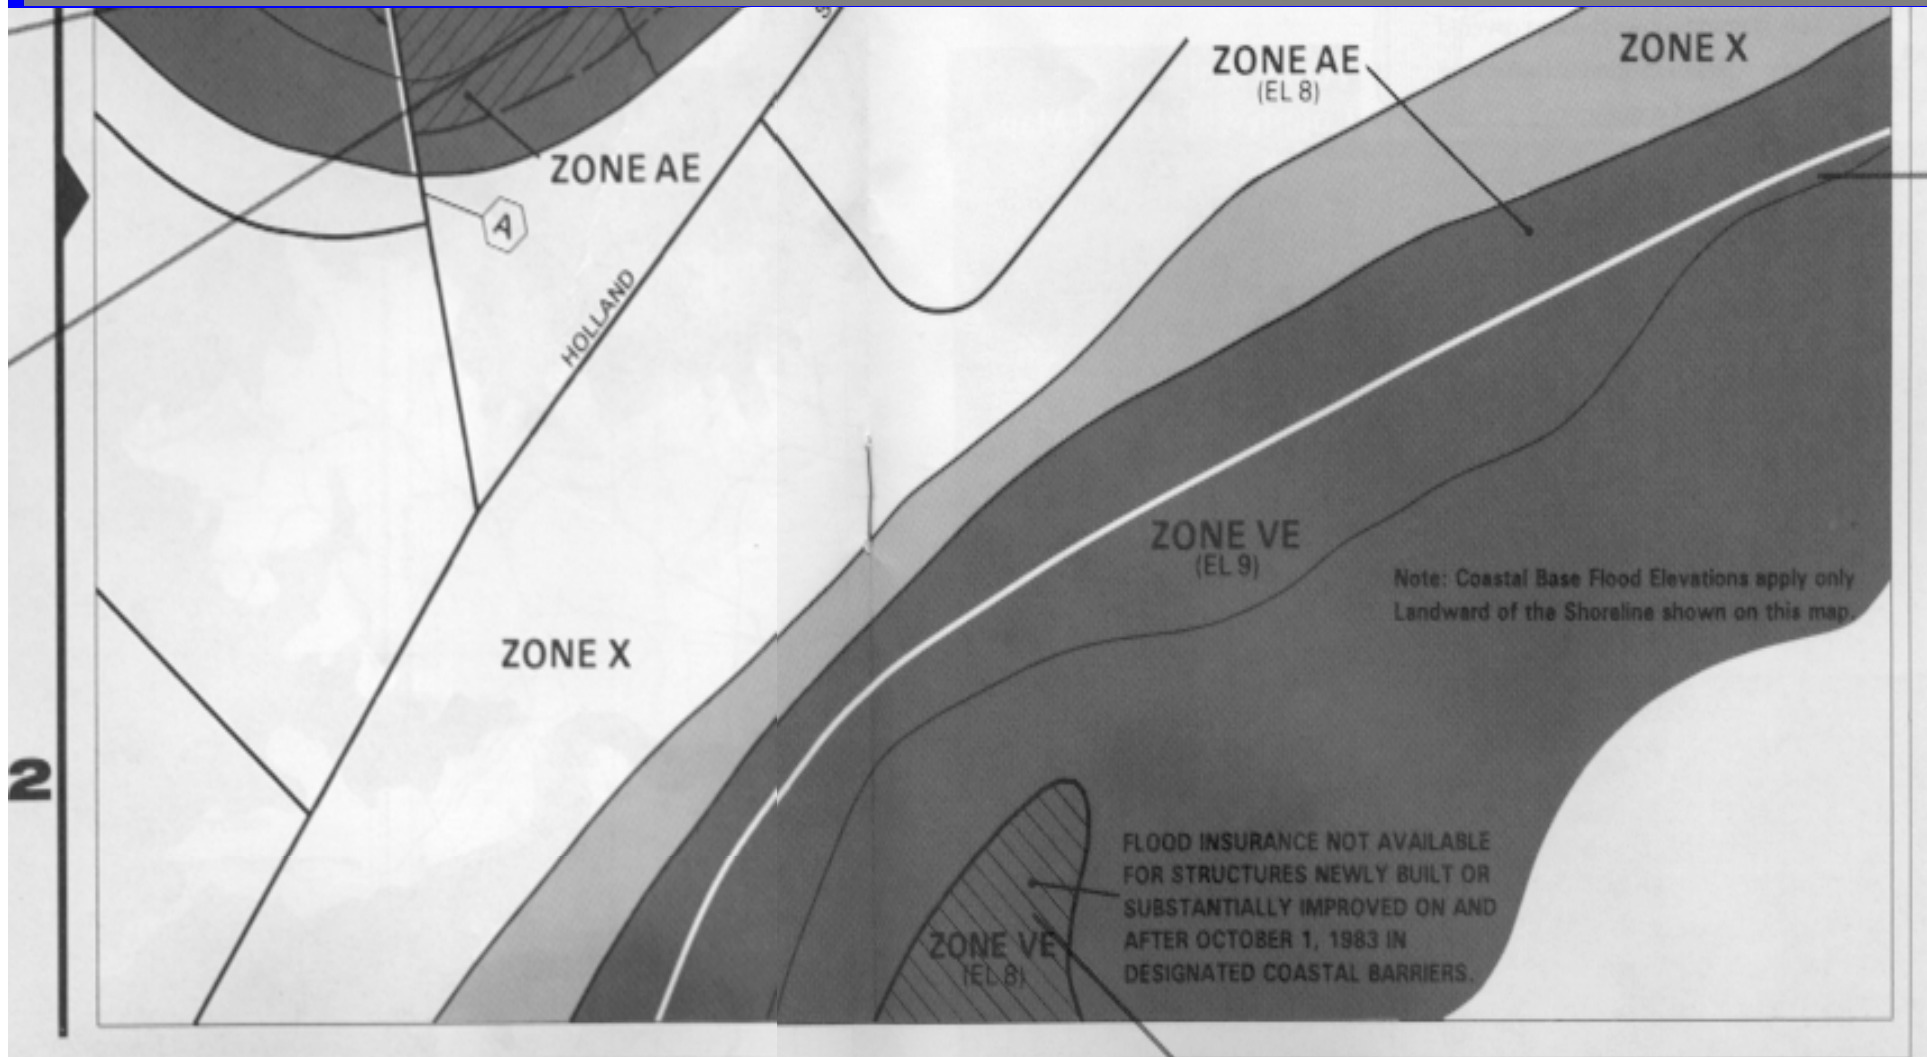 ZONE AE
(EL 8)
ZONE X
ZONE AE
A
HOLLAND
ZONE VE
(EL 9)
Note: Coastal Base Flood Elevations apply only
Landward of the Shoreline shown on this map.
ZONE X
2
FLOOD INSURANCE NOT AVAILABLE
FOR STRUCTURES NEWLY BUILT OR
SUBSTANTIALLY IMPROVED ON AND
AFTER OCTOBER 1, 1983 IN
DESIGNATED COASTAL BARRIERS.
ZONE VE
(EL 8)